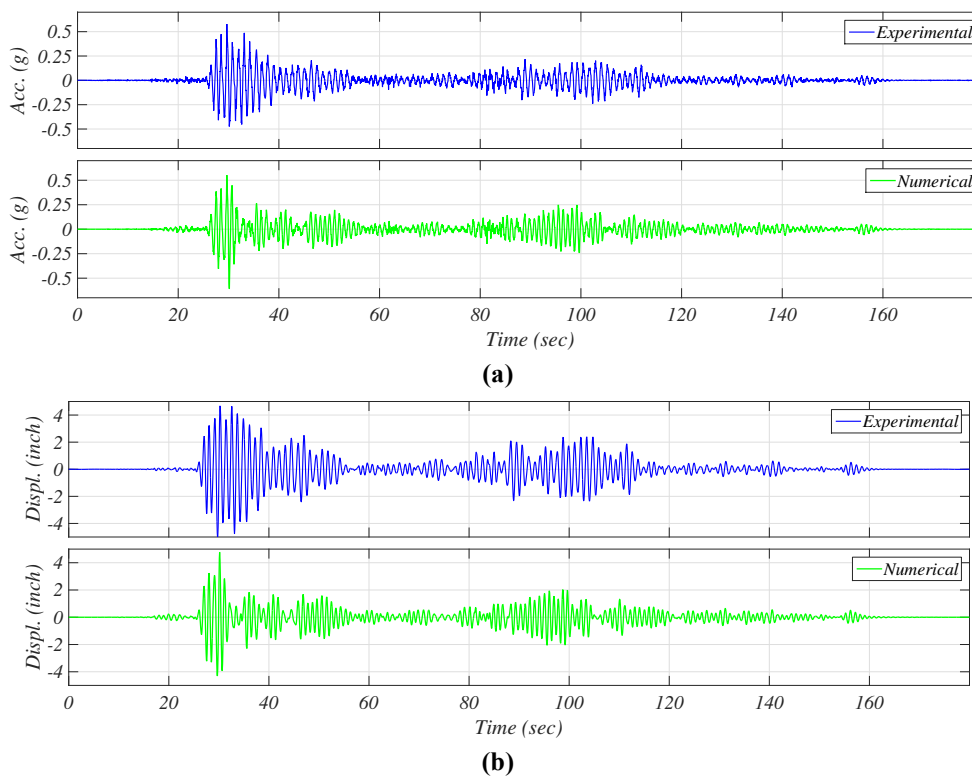 Experimental
0.5
0.25
0
-0.25
-0.5
Acc. (g)
Numerical
0.5
0.25
0
-0.25
-0.5
Acc. (g)
0 20 40 60 80 100 120 140 160
Time (sec)
(a)
Experimental
4
2
0
-2
-4
Displ. (inch)
Numerical
4
2
0
-2
-4
Displ. (inch)
0 20 40 60 80 100 120 140 160
Time (sec)
(b)